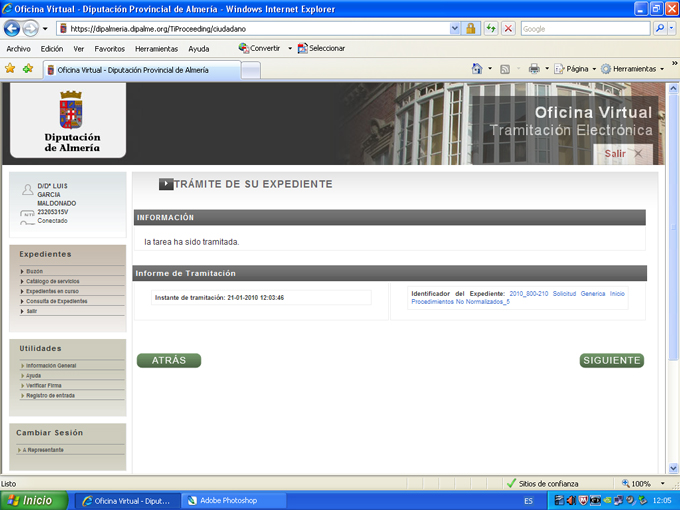 Oficina Virtual - Diputación Provincial de Almería - Windows Internet Explorer
https://dipalmeria.dipalme.org/TiProceeding/ciudadano
Google
Archivo Edición Ver Favoritos Herramientas Ayuda Convertir Seleccionar
Oficina Virtual - Diputación Provincial de Almería
Página Herramientas
Diputación
de Almería
Oficina Virtual
Tramitación Electrónica
Salir
D/Dª LUIS
GARCIA
MALDONADO
23205315V
Conectado
Expedientes
Buzón
Catálogo de servicios
Expedientes en curso
Consulta de Expedientes
Salir
Utilidades
Información General
Ayuda
Verificar Firma
Registro de entrada
Cambiar Sesión
A Representante
TRÁMITE DE SU EXPEDIENTE
INFORMACIÓN
la tarea ha sido tramitada.
Informe de Tramitación
Instante de tramitación: 21-01-2010 12:03:46
Identificador del Expediente: 2010_800-210 Solicitud Generica Inicio
Procedimientos No Normalizados_5
ATRÁS
SIGUIENTE
Listo
Sitios de confianza
100%
Inicio
Oficina Virtual - Diput...
Adobe Photoshop
ES
12:05